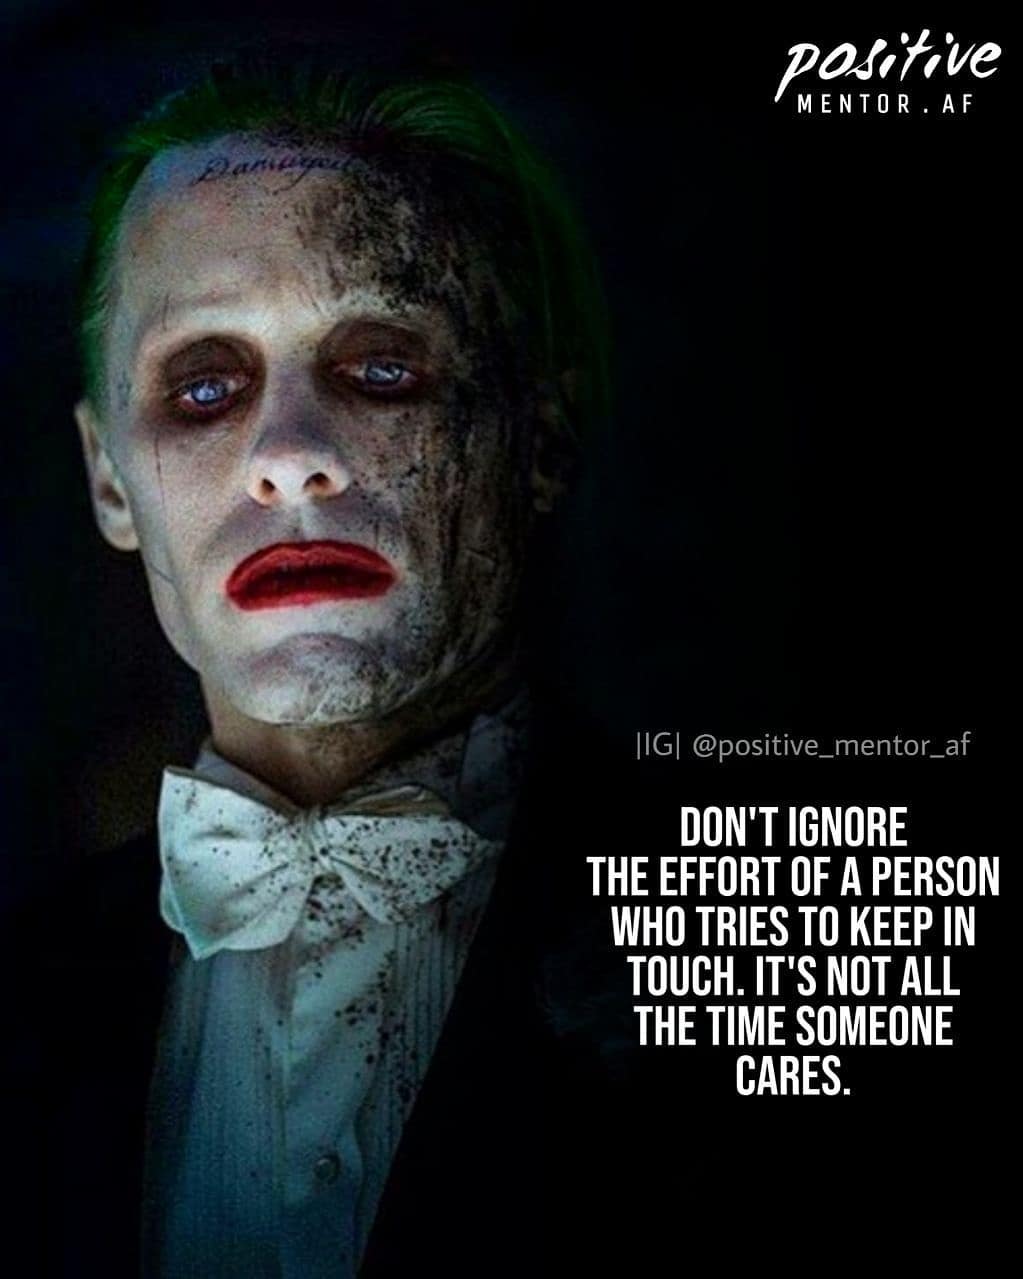 positive
MENTOR.AF
Damaged
||IG| @positive_mentor_af
DON'T IGNORE
THE EFFORT OF A PERSON
WHO TRIES TO KEEP IN
TOUCH. IT'S NOT ALL
THE TIME SOMEONE
CARES.